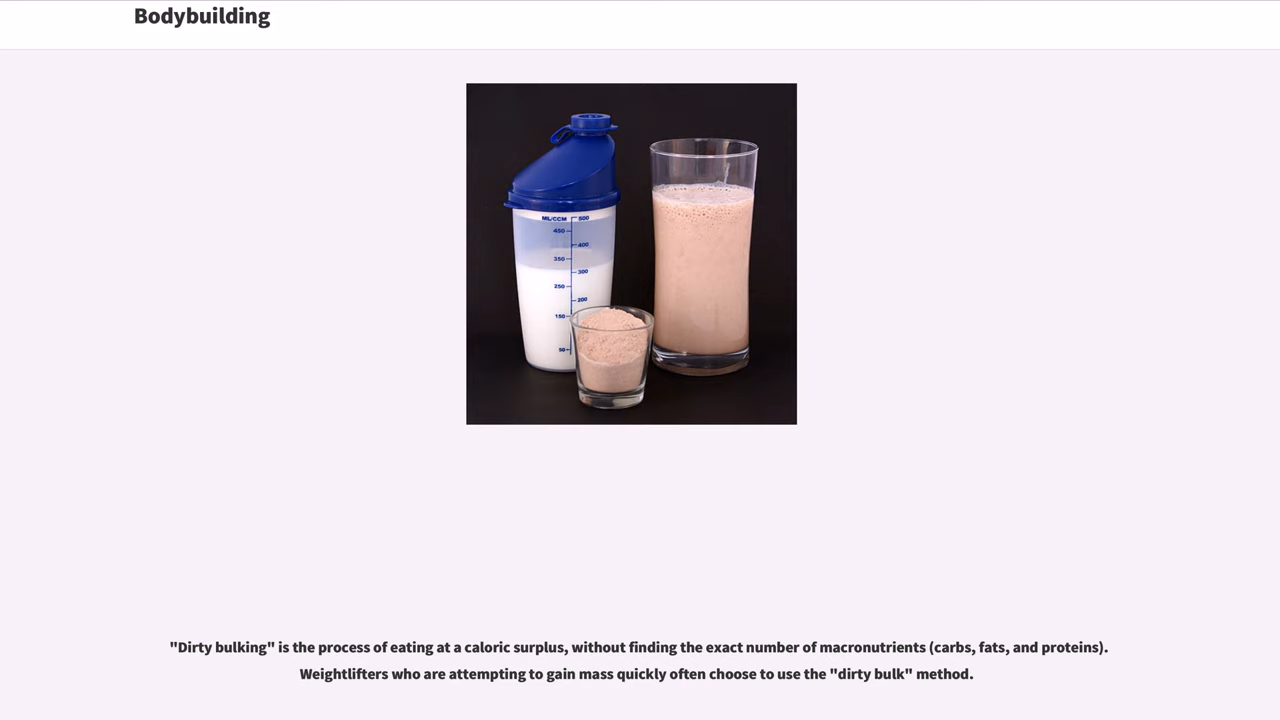 Bodybuilding
ML/CCM 500
450
400
350
300
250
200
150
50
"Dirty bulking" is the process of eating at a caloric surplus, without finding the exact number of macronutrients (carbs, fats, and proteins).
Weightlifters who are attempting to gain mass quickly often choose to use the "dirty bulk" method.